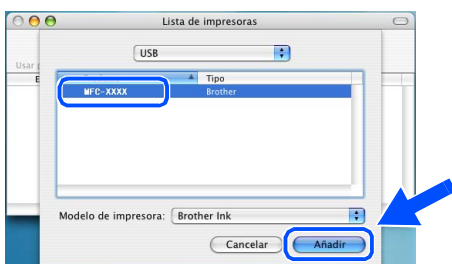 Lista de impresoras
USB
Usar
Tipo
MFC-XXXX Brother
Modelo de impresora: Brother Ink
Cancelar Añadir